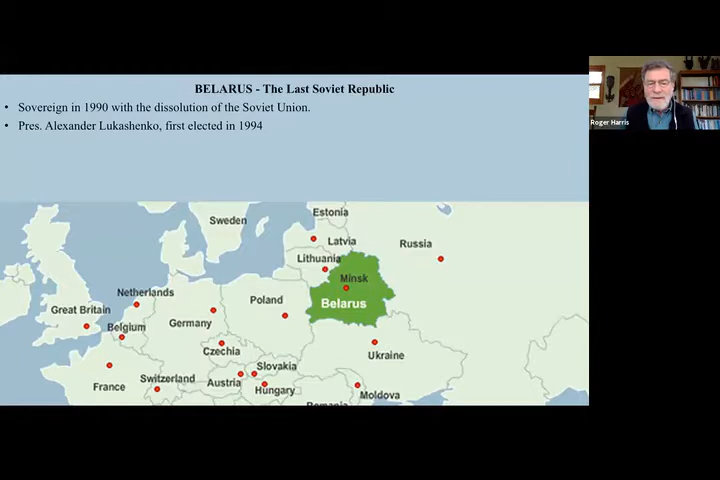 BELARUS - The Last Soviet Republic
• Sovereign in 1990 with the dissolution of the Soviet Union.
• Pres. Alexander Lukashenko, first elected in 1994
Roger Harris
Estonia
Sweden
Latvia
Russia
Lithuania
Minsk
Netherlands
Poland
Belarus
Great Britain
Germany
Belgium
Czechia
Ukraine
Slovakia
Switzerland
Austria
France
Hungary
Moldova
Romania